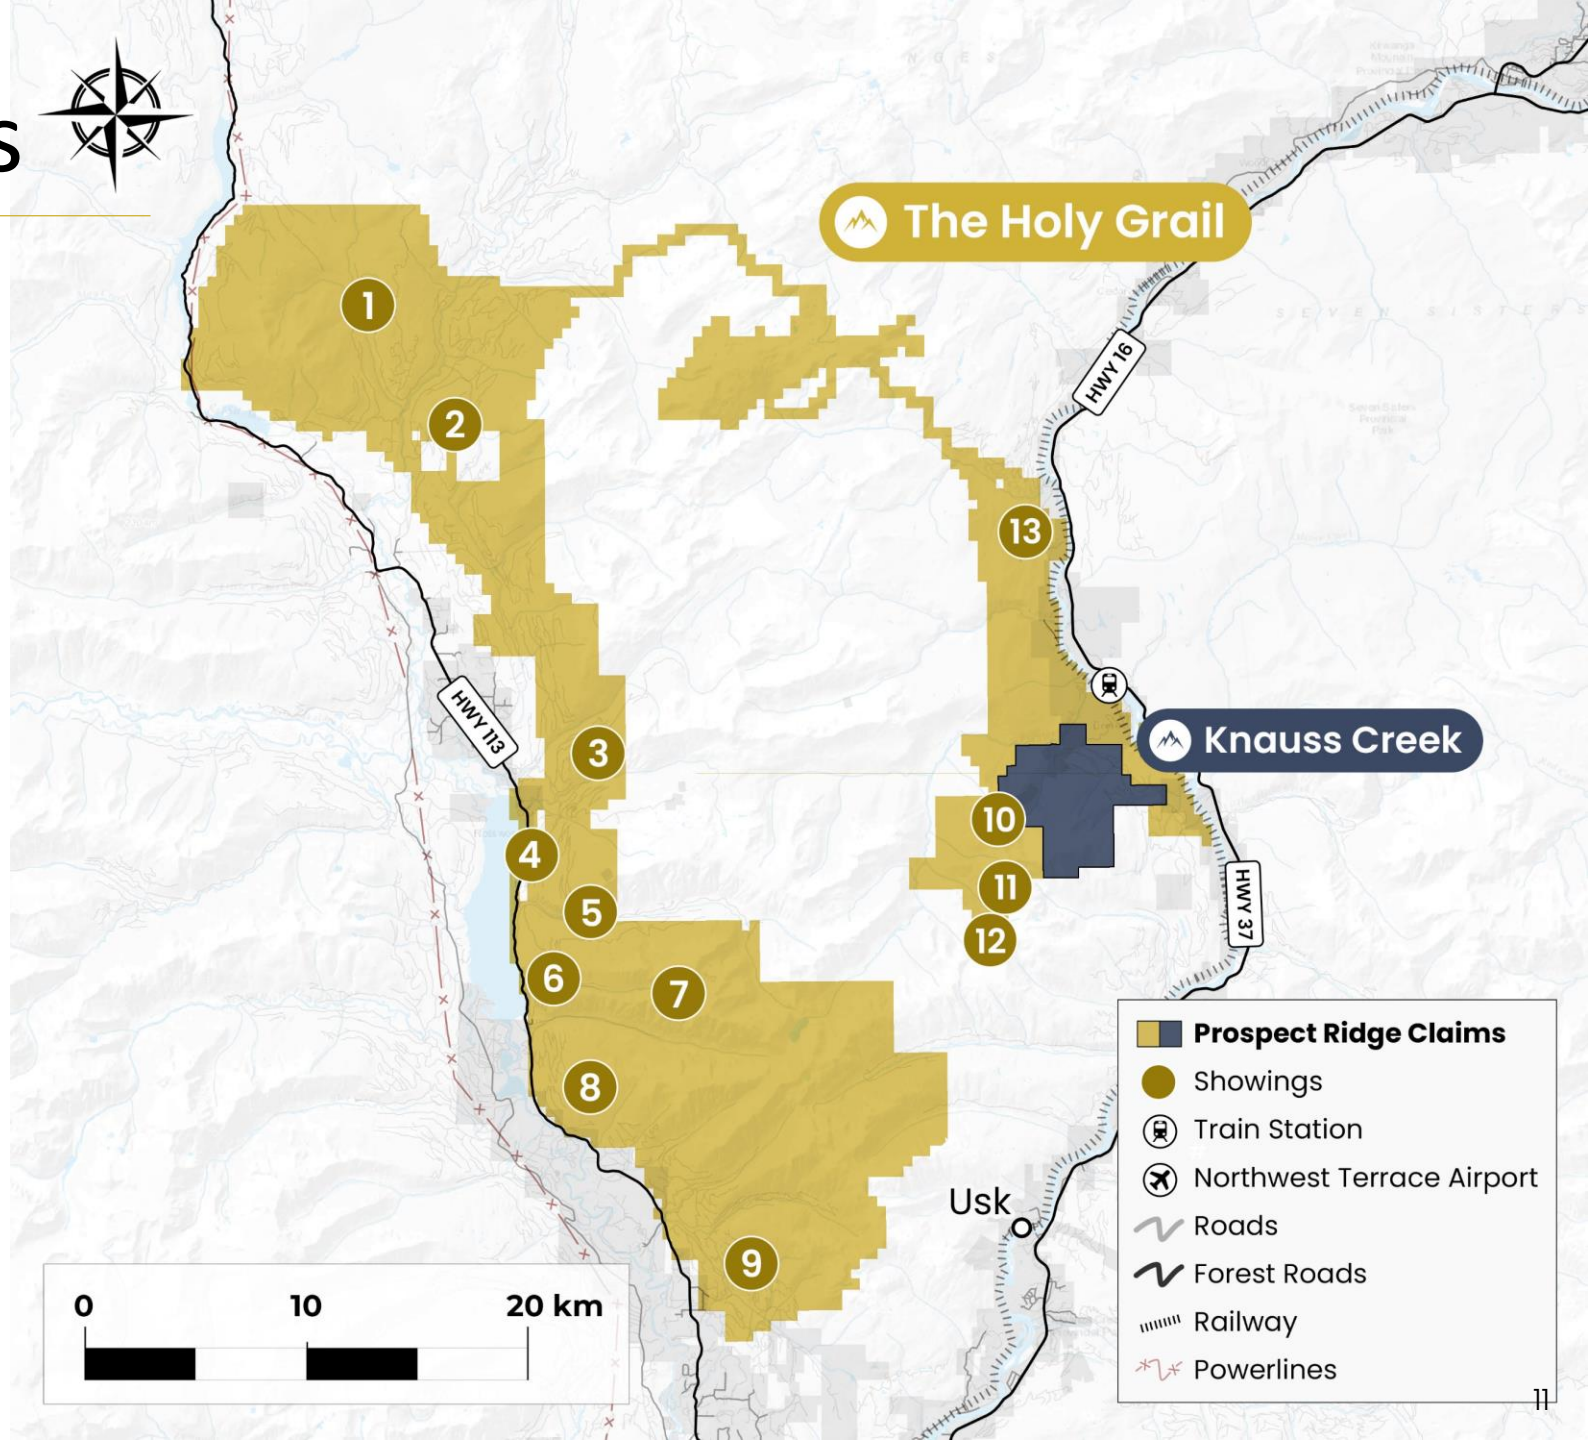 s
The Holy Grail
1
HWY 16
2
SEVEN SISTERS
13
HWY 113
3
Knauss Creek
10
4
11
5
12
HWY 37
6
7
8
9
Usk
0 10 20 km
Prospect Ridge Claims
Showings
Train Station
Northwest Terrace Airport
Roads
Forest Roads
Railway
Powerlines
11